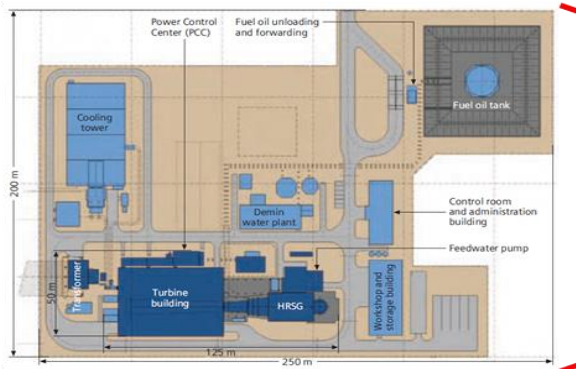 Power Control
Center (PCC)
Fuel oil unloading
and forwarding
Fuel oil tank
Cooling
tower
200 m
Demin
water plant
Control room
and administration
building
Feedwater pump
Transformer
50 m
Turbine
building
HRSG
Workshop and
storage building
125 m
250 m